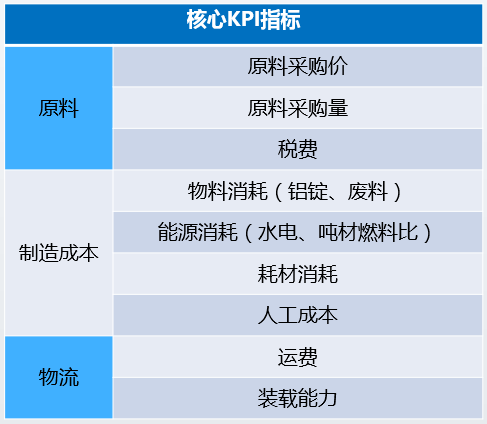 核心KPI指标
原料
原料采购价
原料采购量
税费
制造成本
物料消耗（铝锭、废料）
能源消耗（水电、吨材燃料比）
耗材消耗
人工成本
物流
运费
装载能力